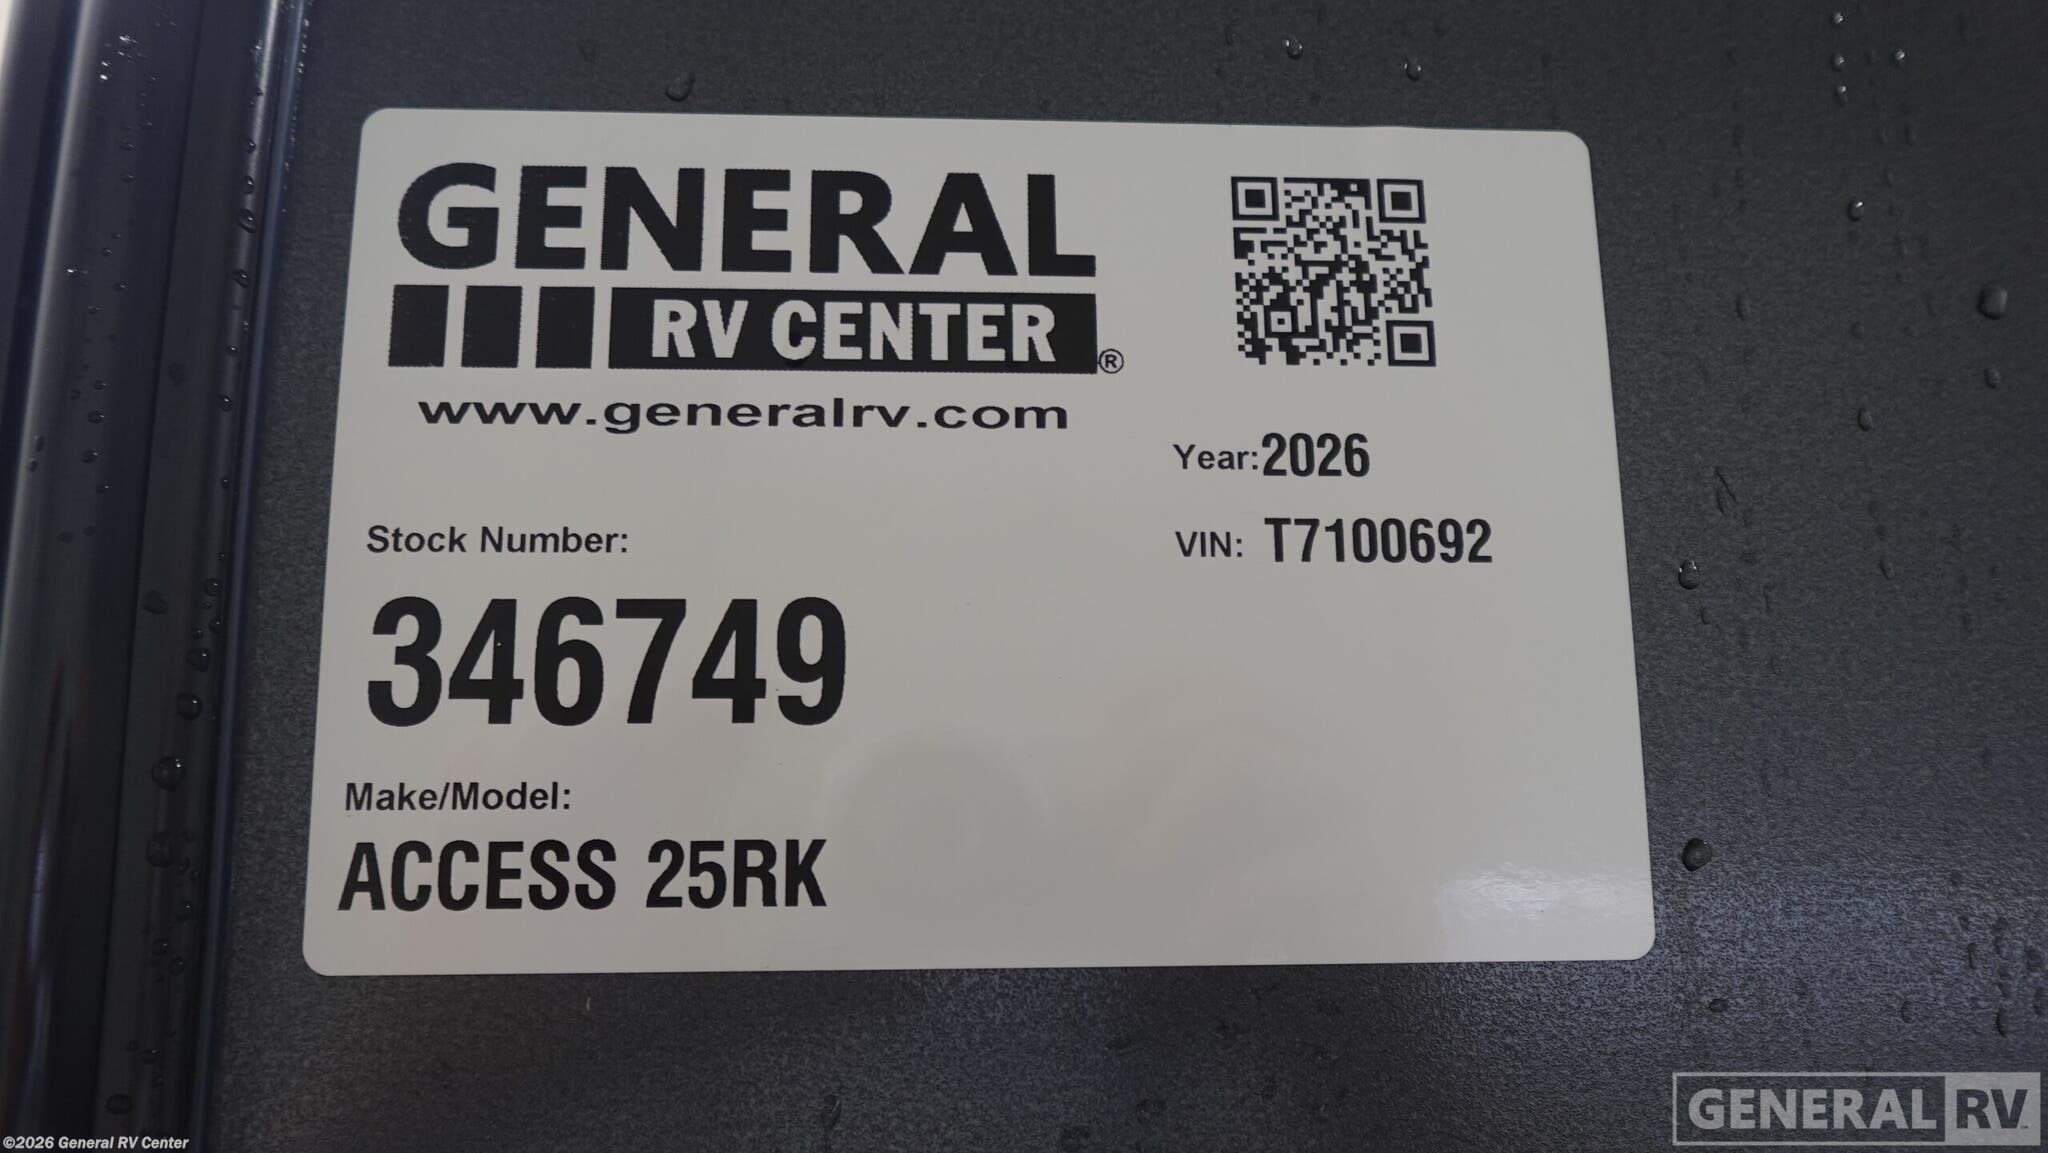 GENERAL
RV CENTER®
www.generalrv.com
Year: 2026
VIN: T7100692
Stock Number:
346749
Make/Model:
ACCESS 25RK
GENERAL RV™
©2026 General RV Center